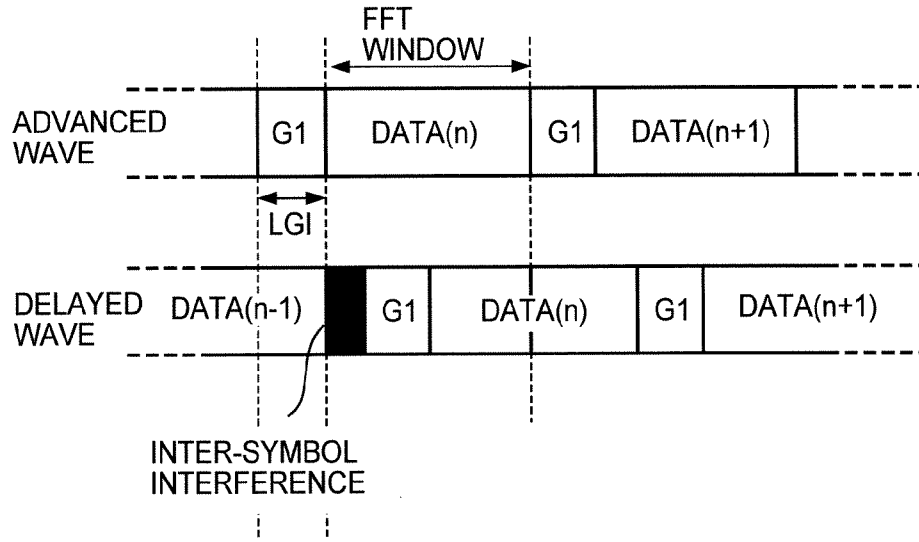 FFT
WINDOW
ADVANCED
WAVE
G1
DATA(n)
G1
DATA(n+1)
LGI
DELAYED
WAVE
DATA(n-1)
G1
DATA(n)
G1
DATA(n+1)
INTER-SYMBOL
INTERFERENCE